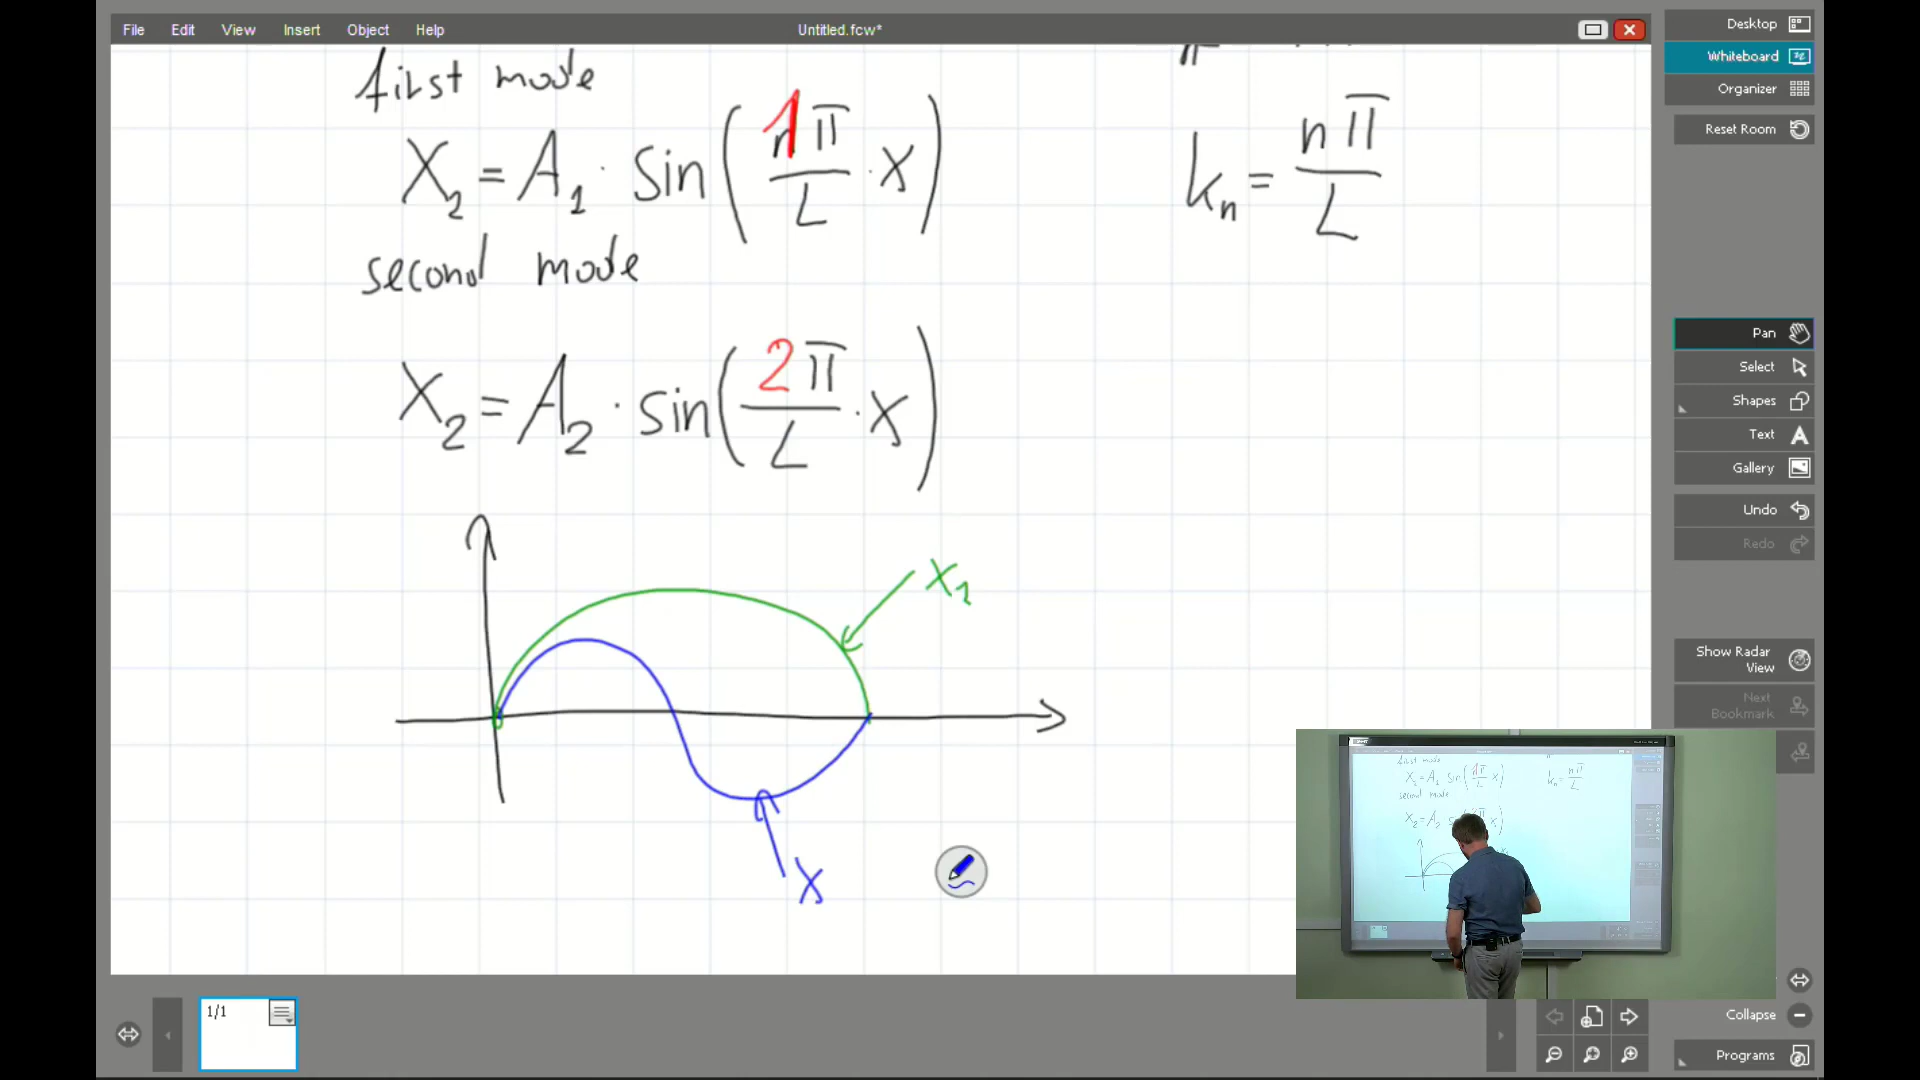 File Edit View Insert Object Help Untitled.fcw*
first mode
X₂ = A₁ · sin(1π/L · x)
kₙ = nπ/L
second mode
X₂ = A₂ · sin(2π/L · x)
X₁
X
Desktop
Whiteboard
Organizer
Reset Room
Pan
Select
Shapes
Text
Gallery
Undo
Redo
Show Radar
View
Next
Bookmark
1/1
Collapse
Programs